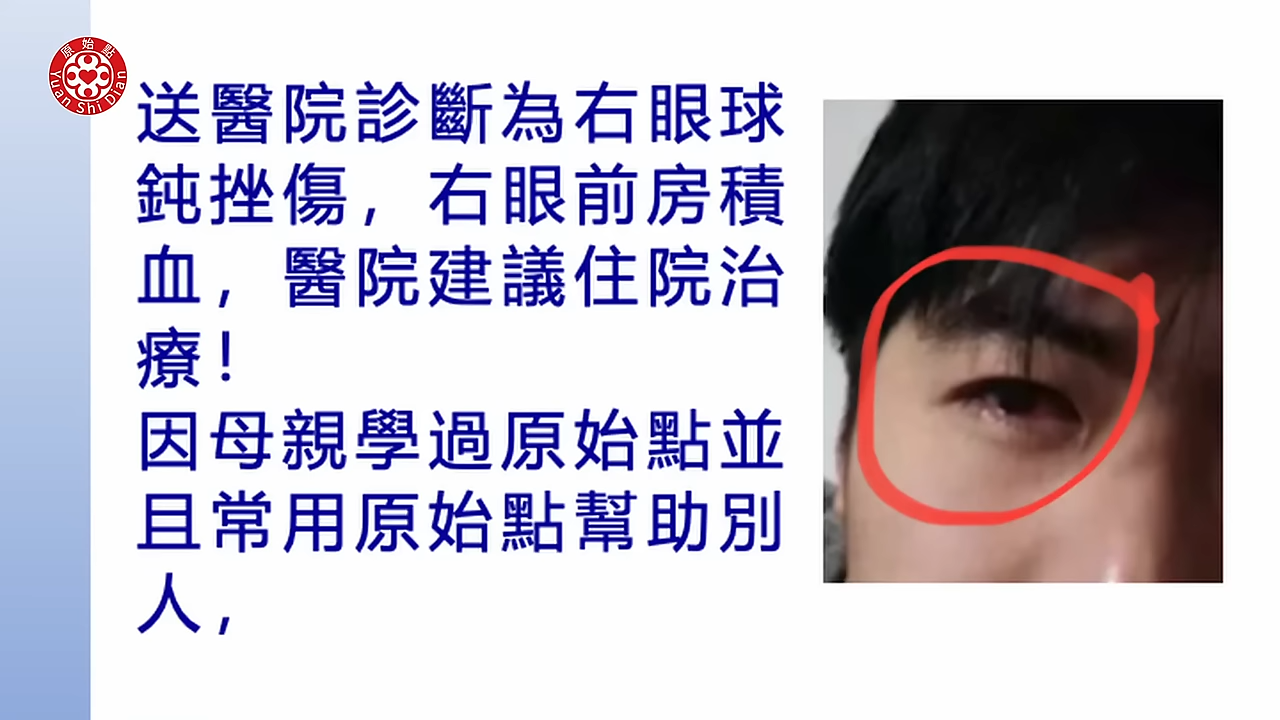 原始點
Yuan Shi Dian
送醫院診斷為右眼球
鈍挫傷，右眼前房積
血，醫院建議住院治
療！
因母親學過原始點並
且常用原始點幫助別
人，